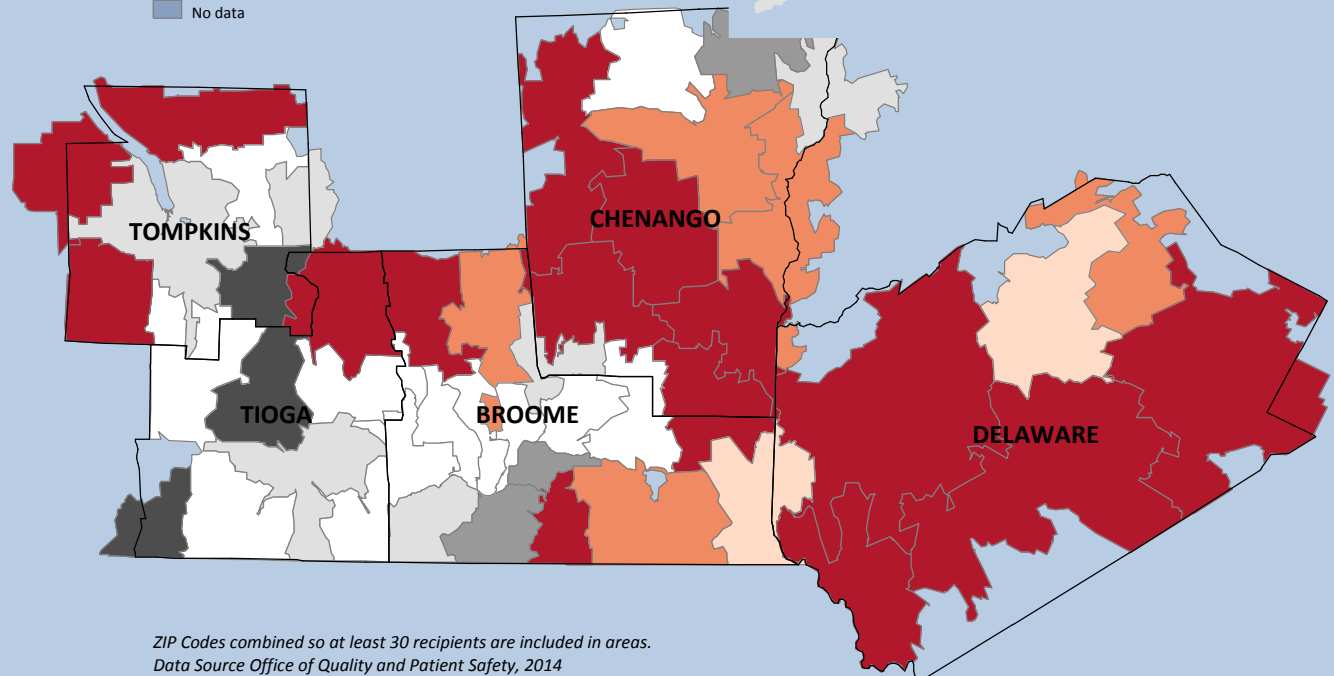 No data
CHENANGO
TOMPKINS
TIOGA
BROOME
DELAWARE
ZIP Codes combined so at least 30 recipients are included in areas.
Data Source Office of Quality and Patient Safety, 2014